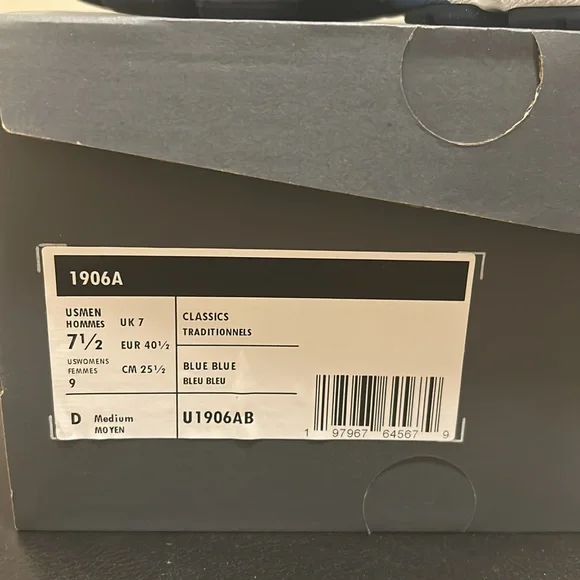 1906A
USMEN
HOMMES
7½
UK 7
EUR 40½
USWOMENS
FEMMES
9
CM 25½
D Medium
MOYEN
CLASSICS
TRADITIONNELS
BLUE BLUE
BLEU BLEU
U1906AB
1 97967 64567 9